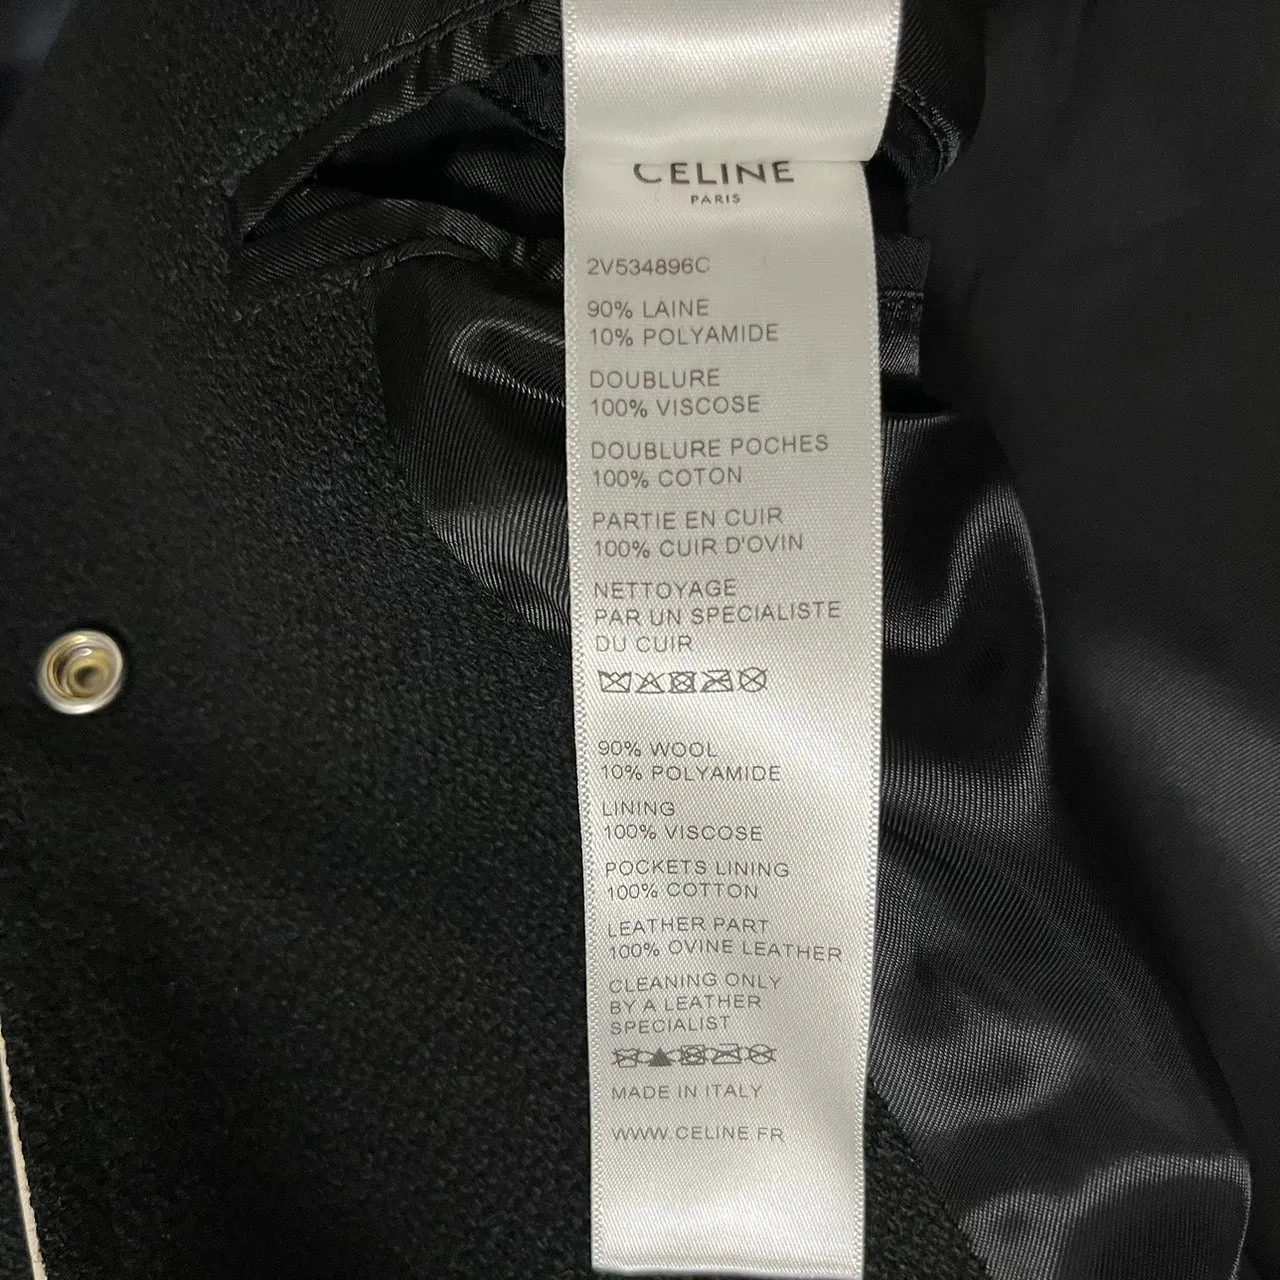 CELINE
PARIS
2V534896C
90% LAINE
10% POLYAMIDE
DOUBLURE
100% VISCOSE
DOUBLURE POCHES
100% COTON
PARTIE EN CUIR
100% CUIR D'OVIN
NETTOYAGE
PAR UN SPECIALISTE
DU CUIR
90% WOOL
10% POLYAMIDE
LINING
100% VISCOSE
POCKETS LINING
100% COTTON
LEATHER PART
100% OVINE LEATHER
CLEANING ONLY
BY A LEATHER
SPECIALIST
MADE IN ITALY
WWW.CELINE.FR